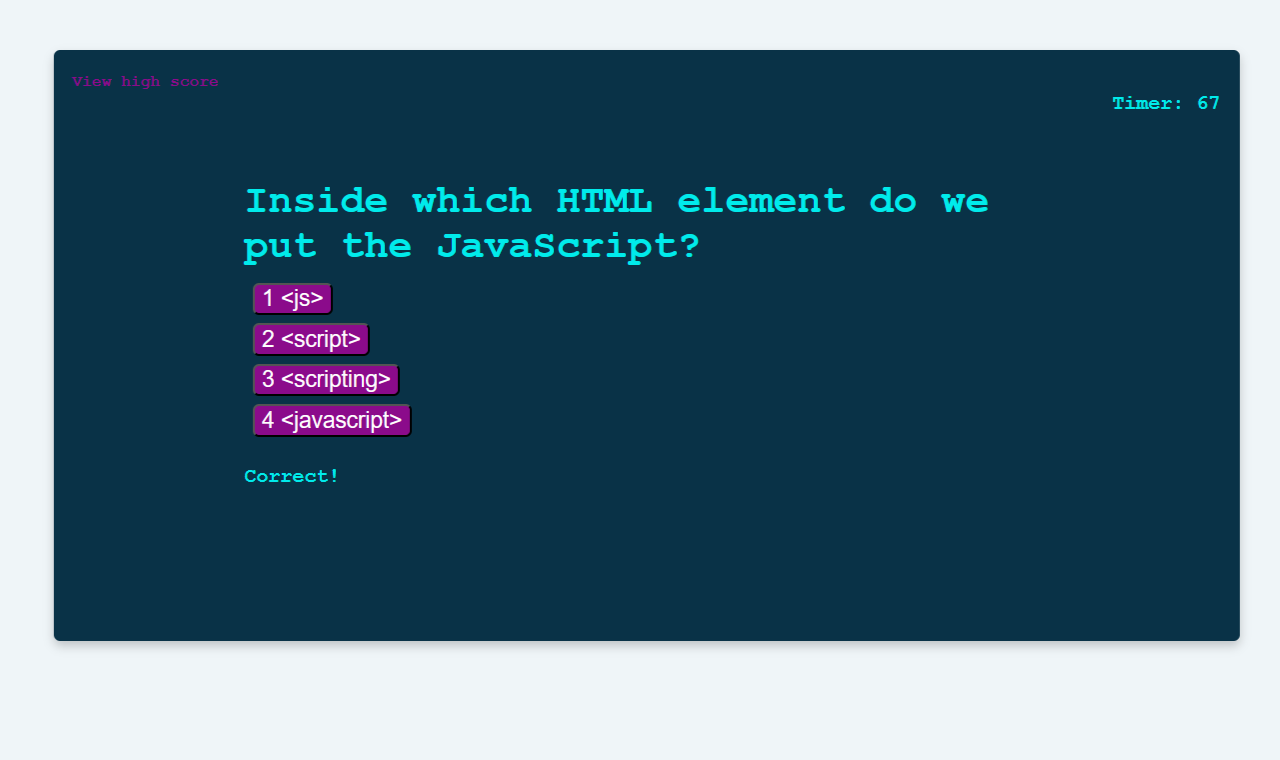 View high score
Timer: 67
Inside which HTML element do we
put the JavaScript?
1 <js>
2 <script>
3 <scripting>
4 <javascript>
Correct!